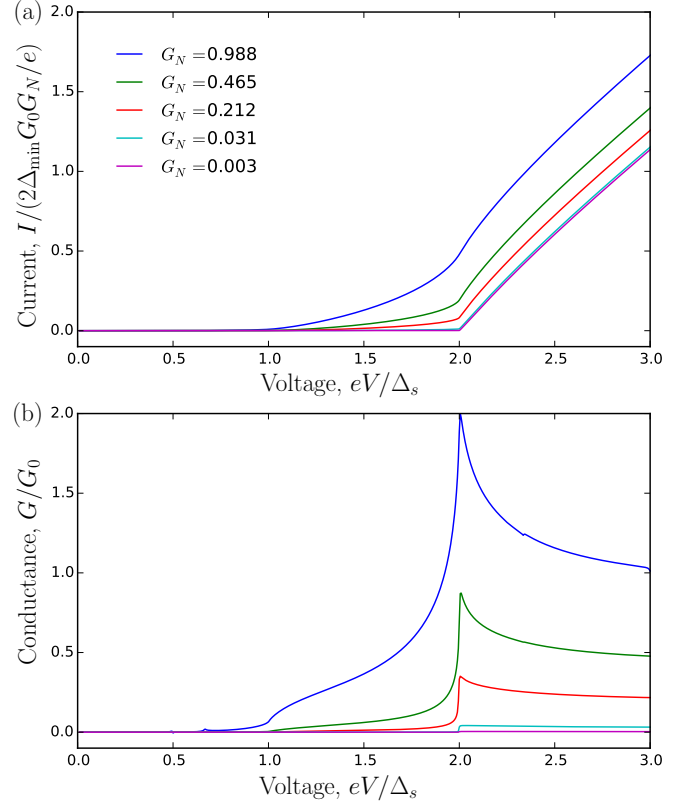 (a)
2.0
1.5
1.0
0.5
0.0
Current, I/(2Δ_min G_0 G_N/e)
G_N = 0.988
G_N = 0.465
G_N = 0.212
G_N = 0.031
G_N = 0.003
0.0 0.5 1.0 1.5 2.0 2.5 3.0
Voltage, eV/Δ_s
(b)
2.0
1.5
1.0
0.5
0.0
Conductance, G/G_0
0.0 0.5 1.0 1.5 2.0 2.5 3.0
Voltage, eV/Δ_s